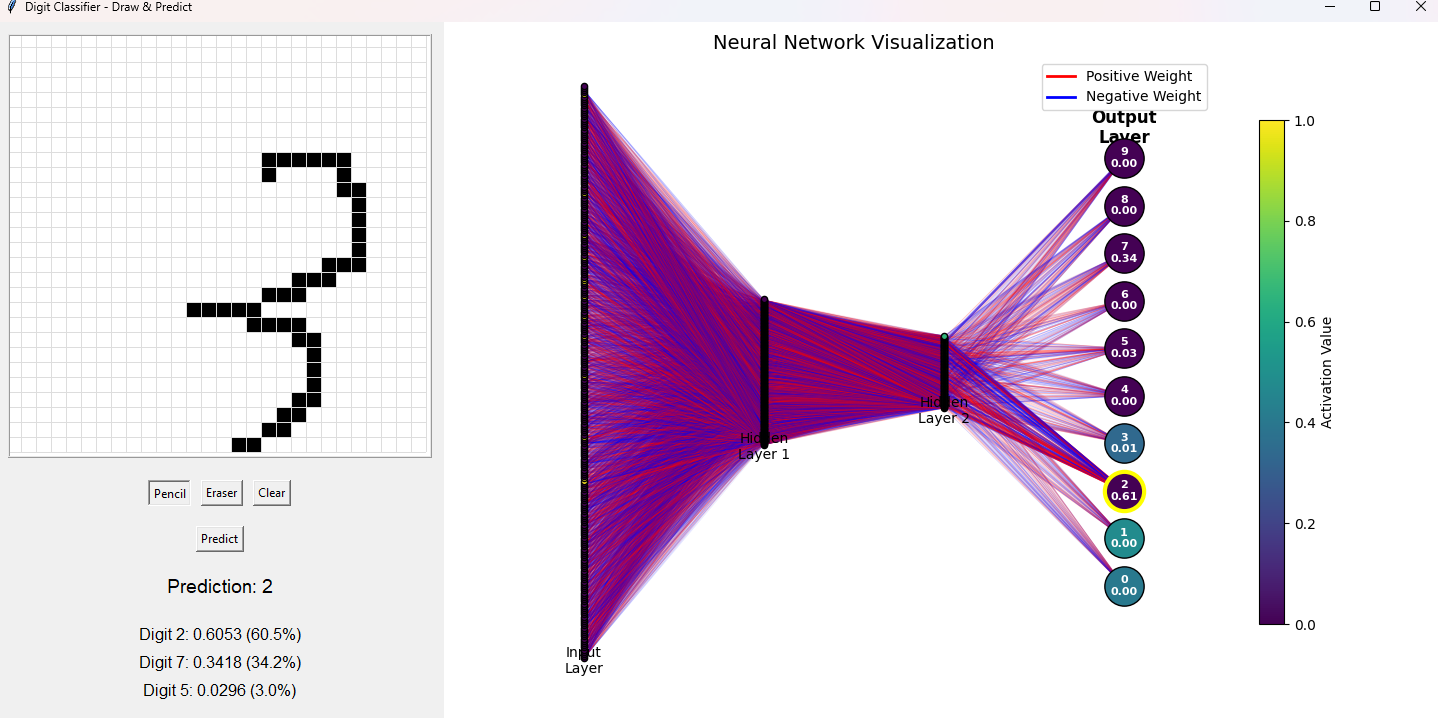 Digit Classifier - Draw & Predict
Pencil
Eraser
Clear
Predict
Prediction: 2
Digit 2: 0.6053 (60.5%)
Digit 7: 0.3418 (34.2%)
Digit 5: 0.0296 (3.0%)
Neural Network Visualization
Positive Weight
Negative Weight
Input
Layer
Hidden
Layer 1
Hidden
Layer 2
Output
Layer
9
0.00
8
0.00
7
0.34
6
0.00
5
0.03
4
0.00
3
0.01
2
0.61
1
0.00
0
0.00
1.0
0.8
0.6
0.4
0.2
0.0
Activation Value